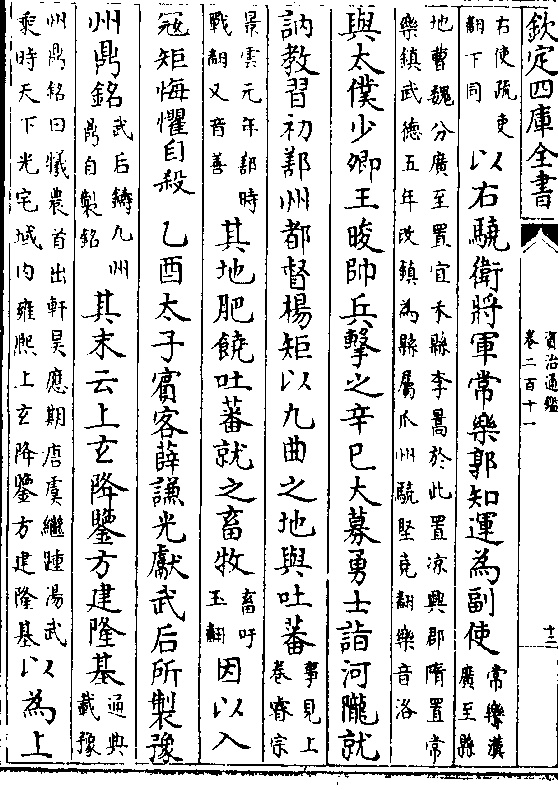 欽定四庫全書
資治通鑑
卷二百十一
十三
右使疏吏
翻下同
以右驍衛將軍常樂郭知運為副使
常樂漢
廣至縣
地曹魏分廣至置宜禾縣李暠於此置凉興郡隋置常
樂鎮武德五年改鎮為縣屬瓜州驍堅堯翻樂音洛
與太僕少卿王晙帥兵擊之辛巳大募勇士詣河隴就
訥教習初鄯州都督楊矩以九曲之地與吐蕃
事見上
卷睿宗
景雲元年鄯時
戰翻又音善
其地肥饒吐蕃就之畜牧
畜吁
玉翻
因以入
冦矩悔懼自殺 乙酉太子賓客薛謙光獻武后所製豫
州鼎銘
武后鑄九州
鼎自製銘
其末云上玄降鑒方建隆基
通典
載豫
州鼎銘曰犧農首出軒昊應期唐虞繼踵湯武
乘時天下光宅域内雍熙上玄降鑒方建隆基
以為上